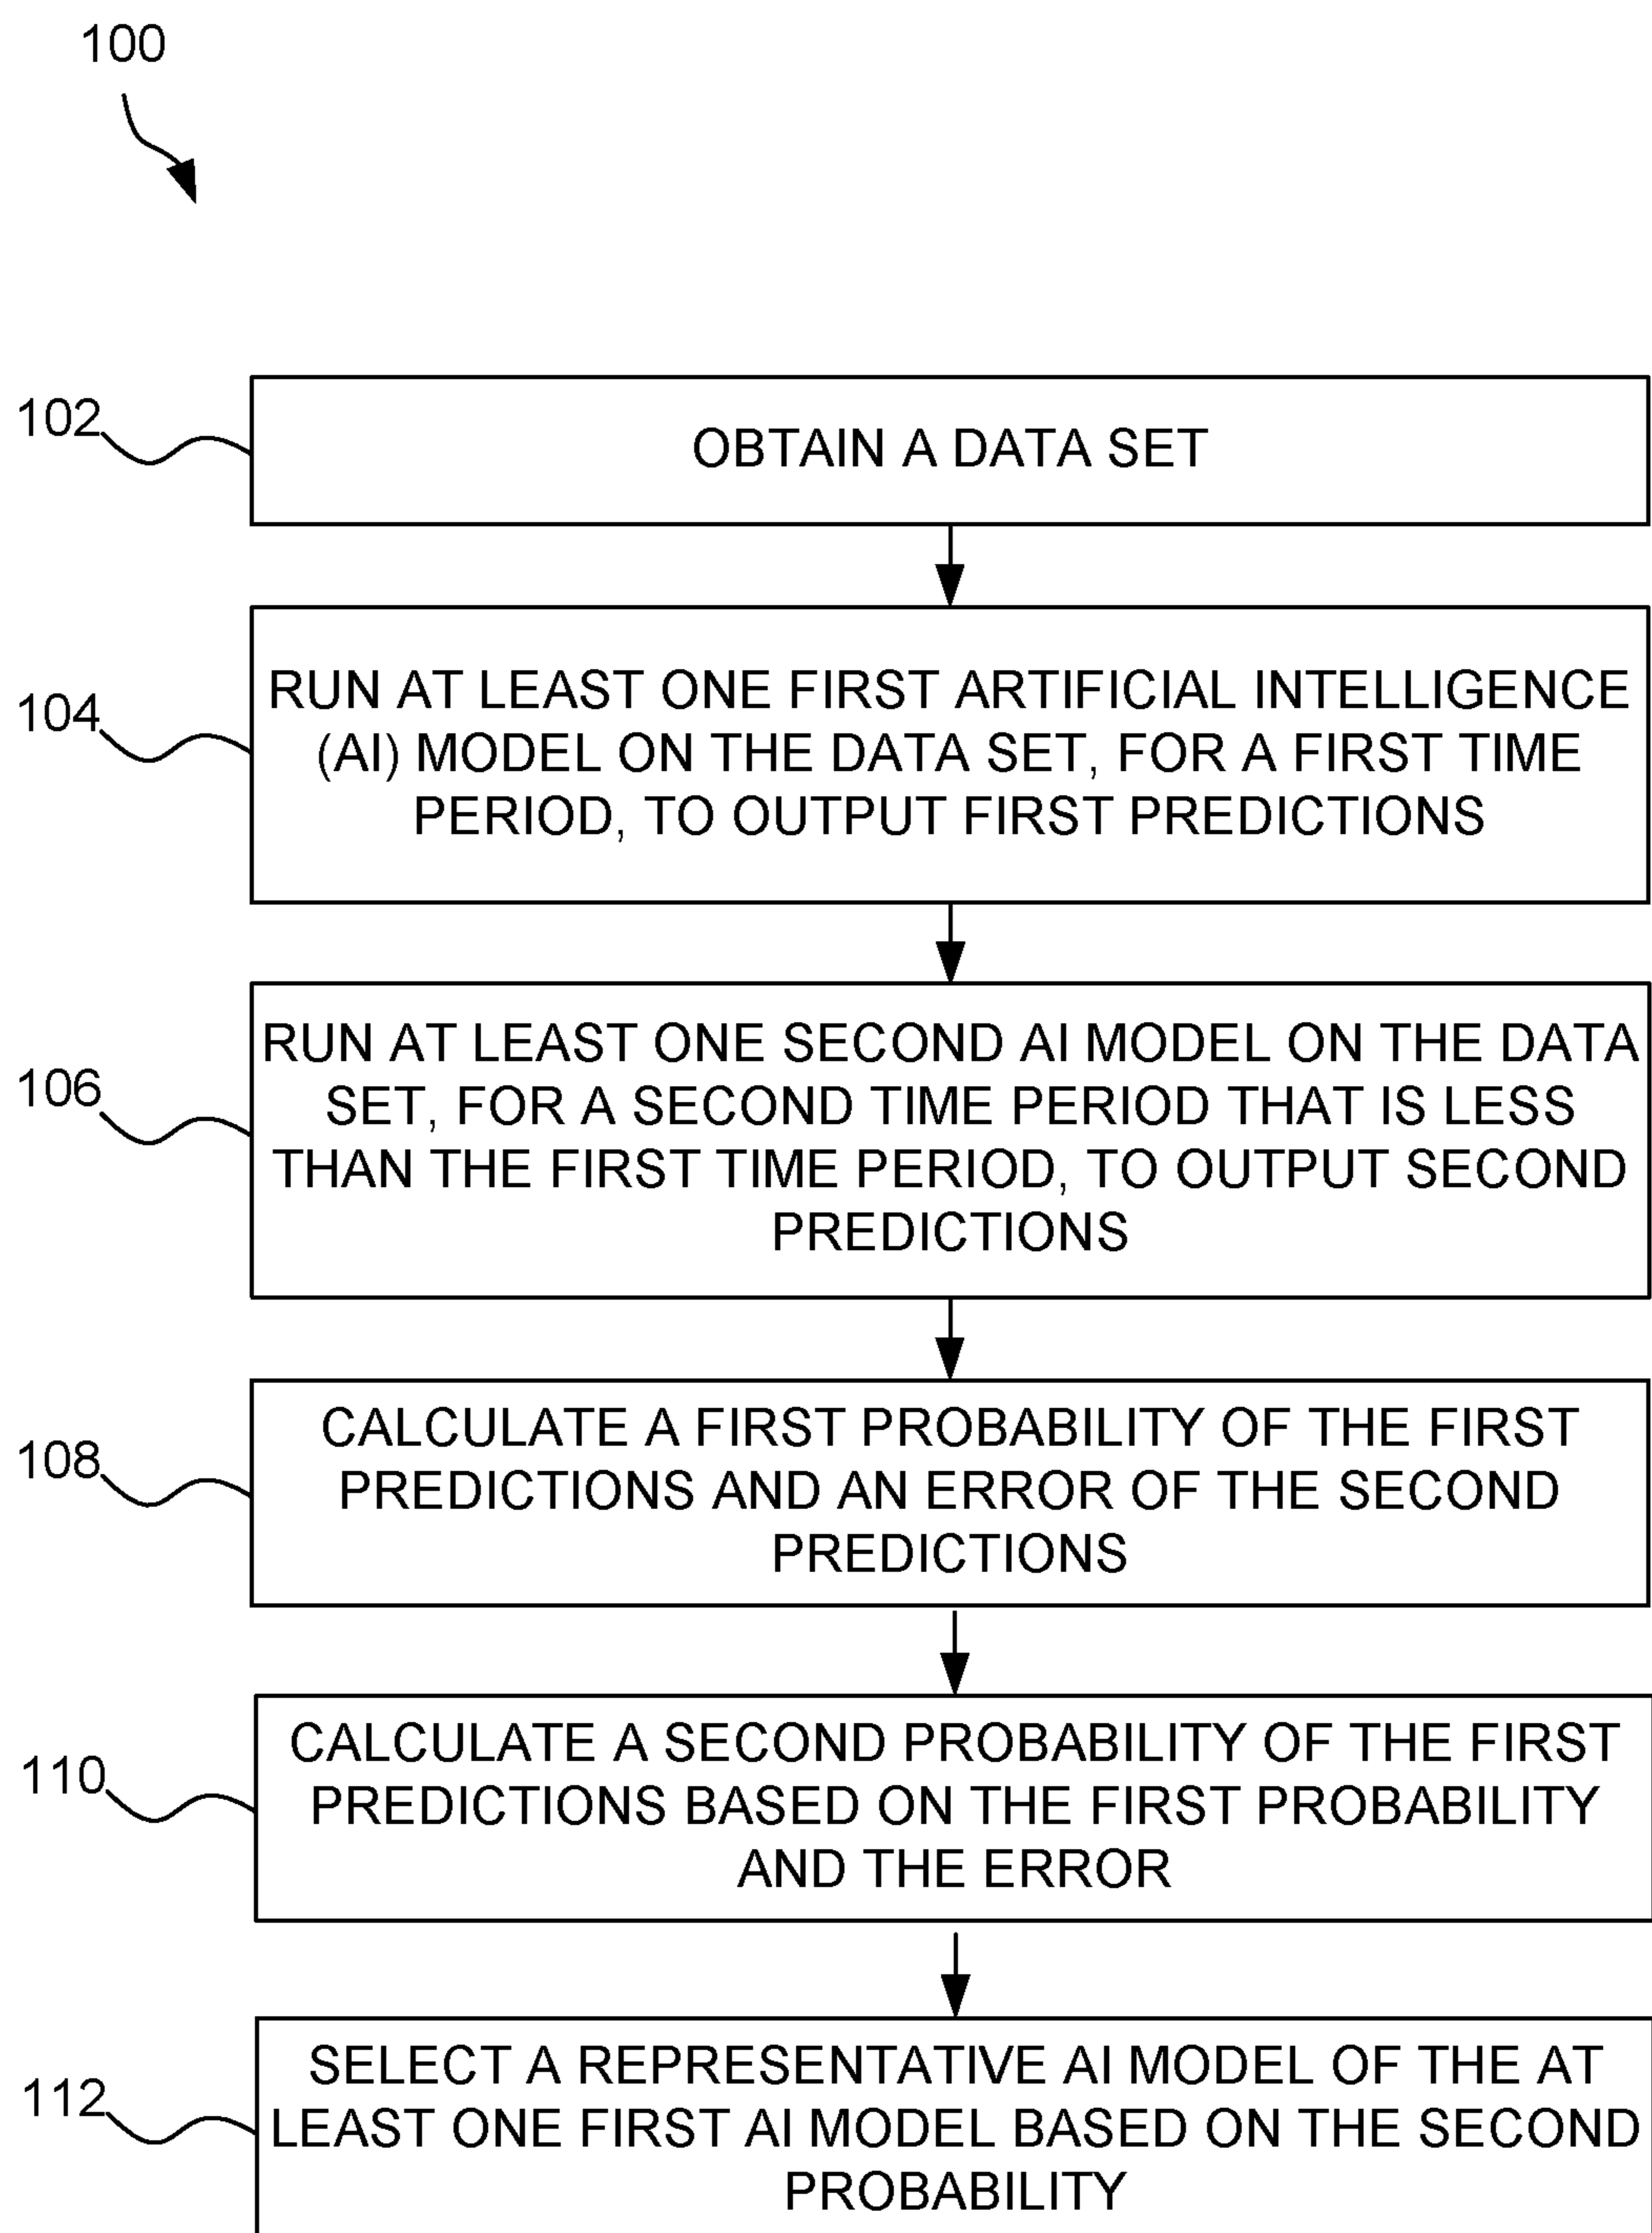 100
102
OBTAIN A DATA SET
104
RUN AT LEAST ONE FIRST ARTIFICIAL INTELLIGENCE
(AI) MODEL ON THE DATA SET, FOR A FIRST TIME
PERIOD, TO OUTPUT FIRST PREDICTIONS
106
RUN AT LEAST ONE SECOND AI MODEL ON THE DATA
SET, FOR A SECOND TIME PERIOD THAT IS LESS
THAN THE FIRST TIME PERIOD, TO OUTPUT SECOND
PREDICTIONS
108
CALCULATE A FIRST PROBABILITY OF THE FIRST
PREDICTIONS AND AN ERROR OF THE SECOND
PREDICTIONS
110
CALCULATE A SECOND PROBABILITY OF THE FIRST
PREDICTIONS BASED ON THE FIRST PROBABILITY
AND THE ERROR
112
SELECT A REPRESENTATIVE AI MODEL OF THE AT
LEAST ONE FIRST AI MODEL BASED ON THE SECOND
PROBABILITY